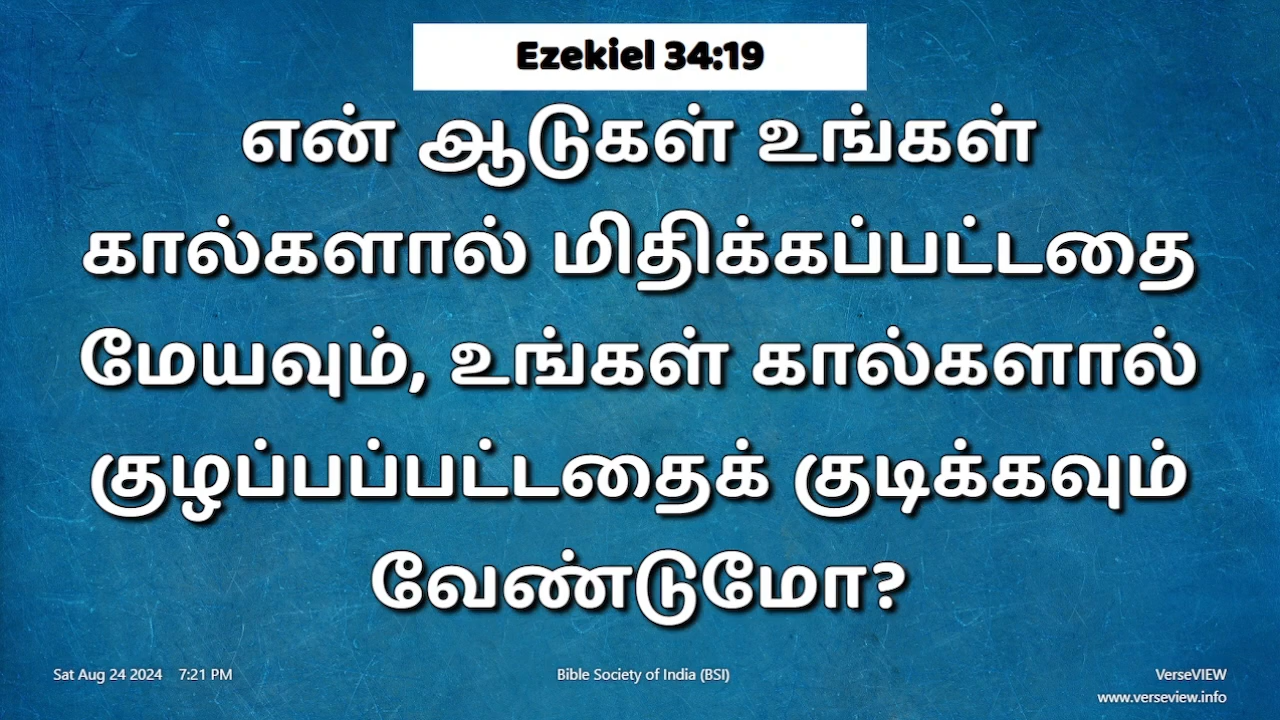 Ezekiel 34:19
என் ஆடுகள் உங்கள்
கால்களால் மிதிக்கப்பட்டதை
மேயவும், உங்கள் கால்களால்
குழப்பப்பட்டதைக் குடிக்கவும்
வேண்டுமோ?
Sat Aug 24 2024 7:21 PM
Bible Society of India (BSI)
VerseVIEW
www.verseview.info